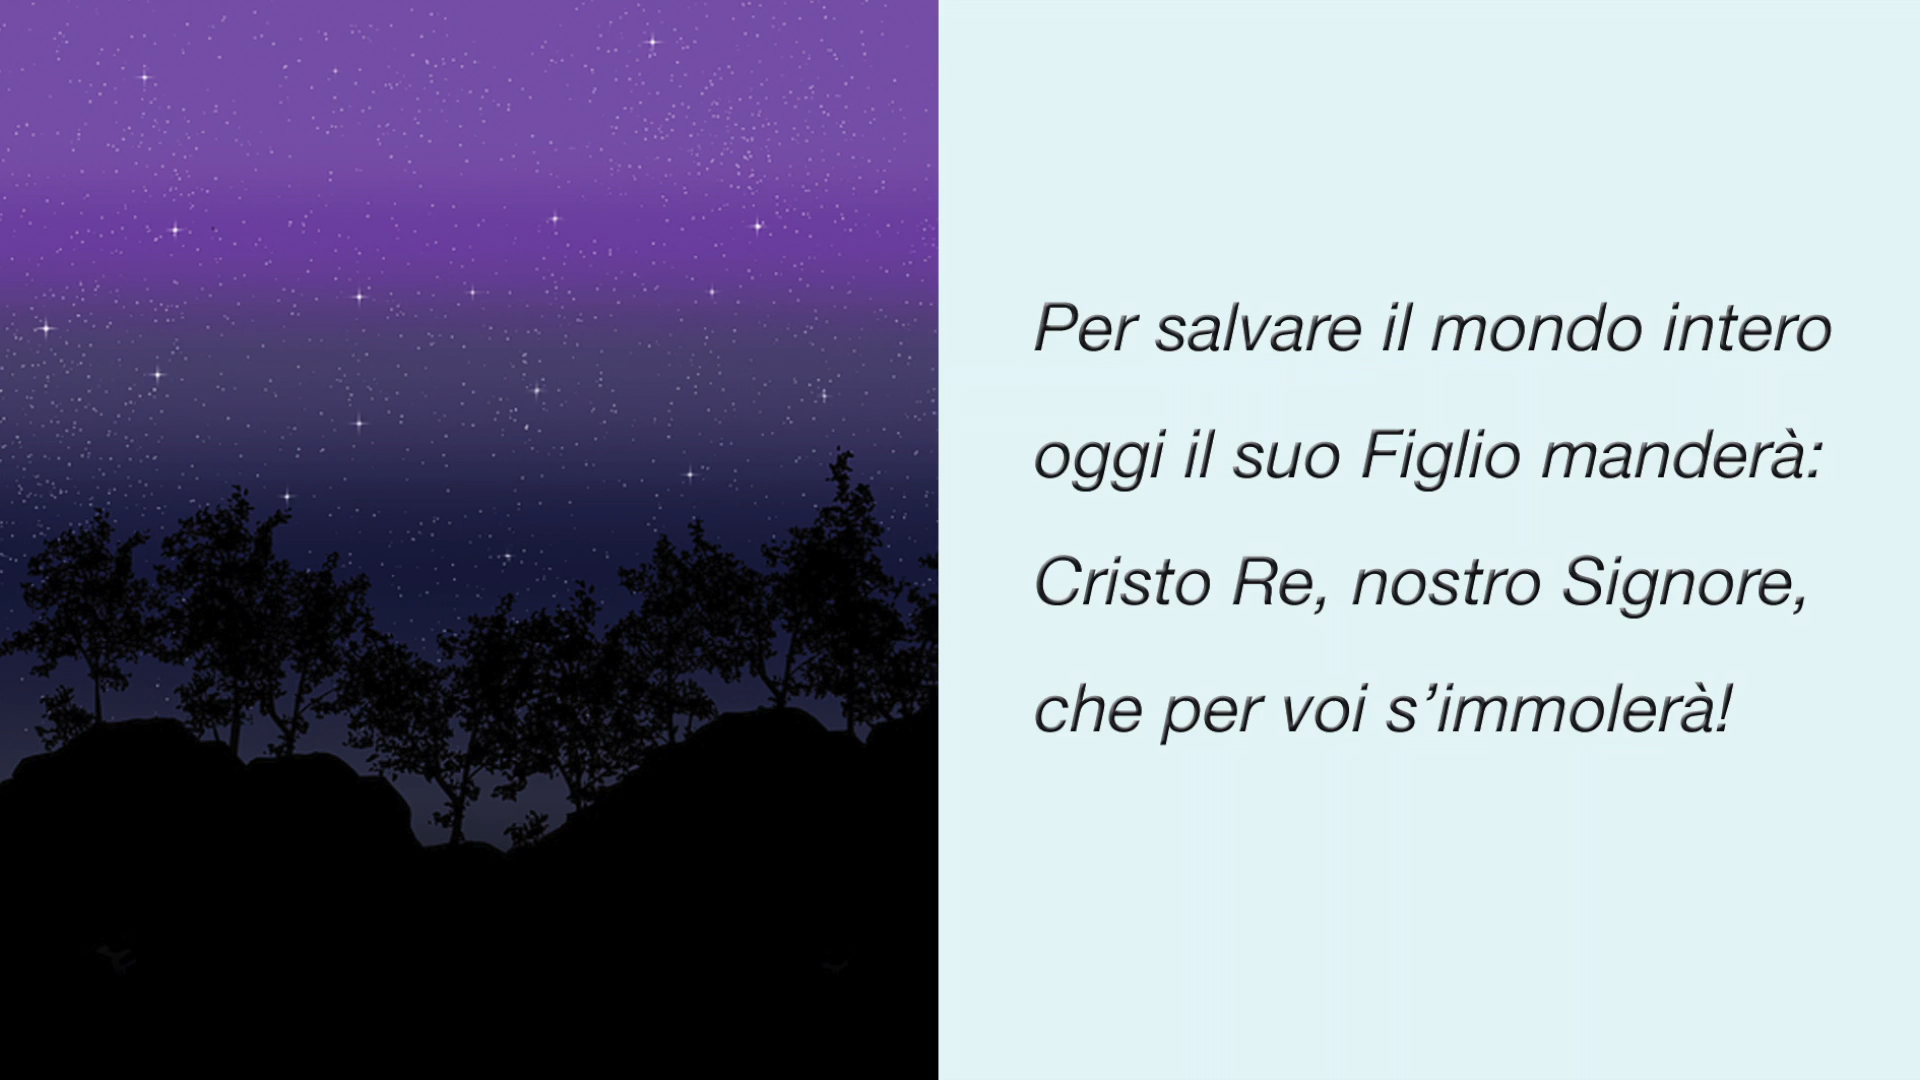 Per salvare il mondo intero
oggi il suo Figlio manderà:
Cristo Re, nostro Signore,
che per voi s’immolerà!